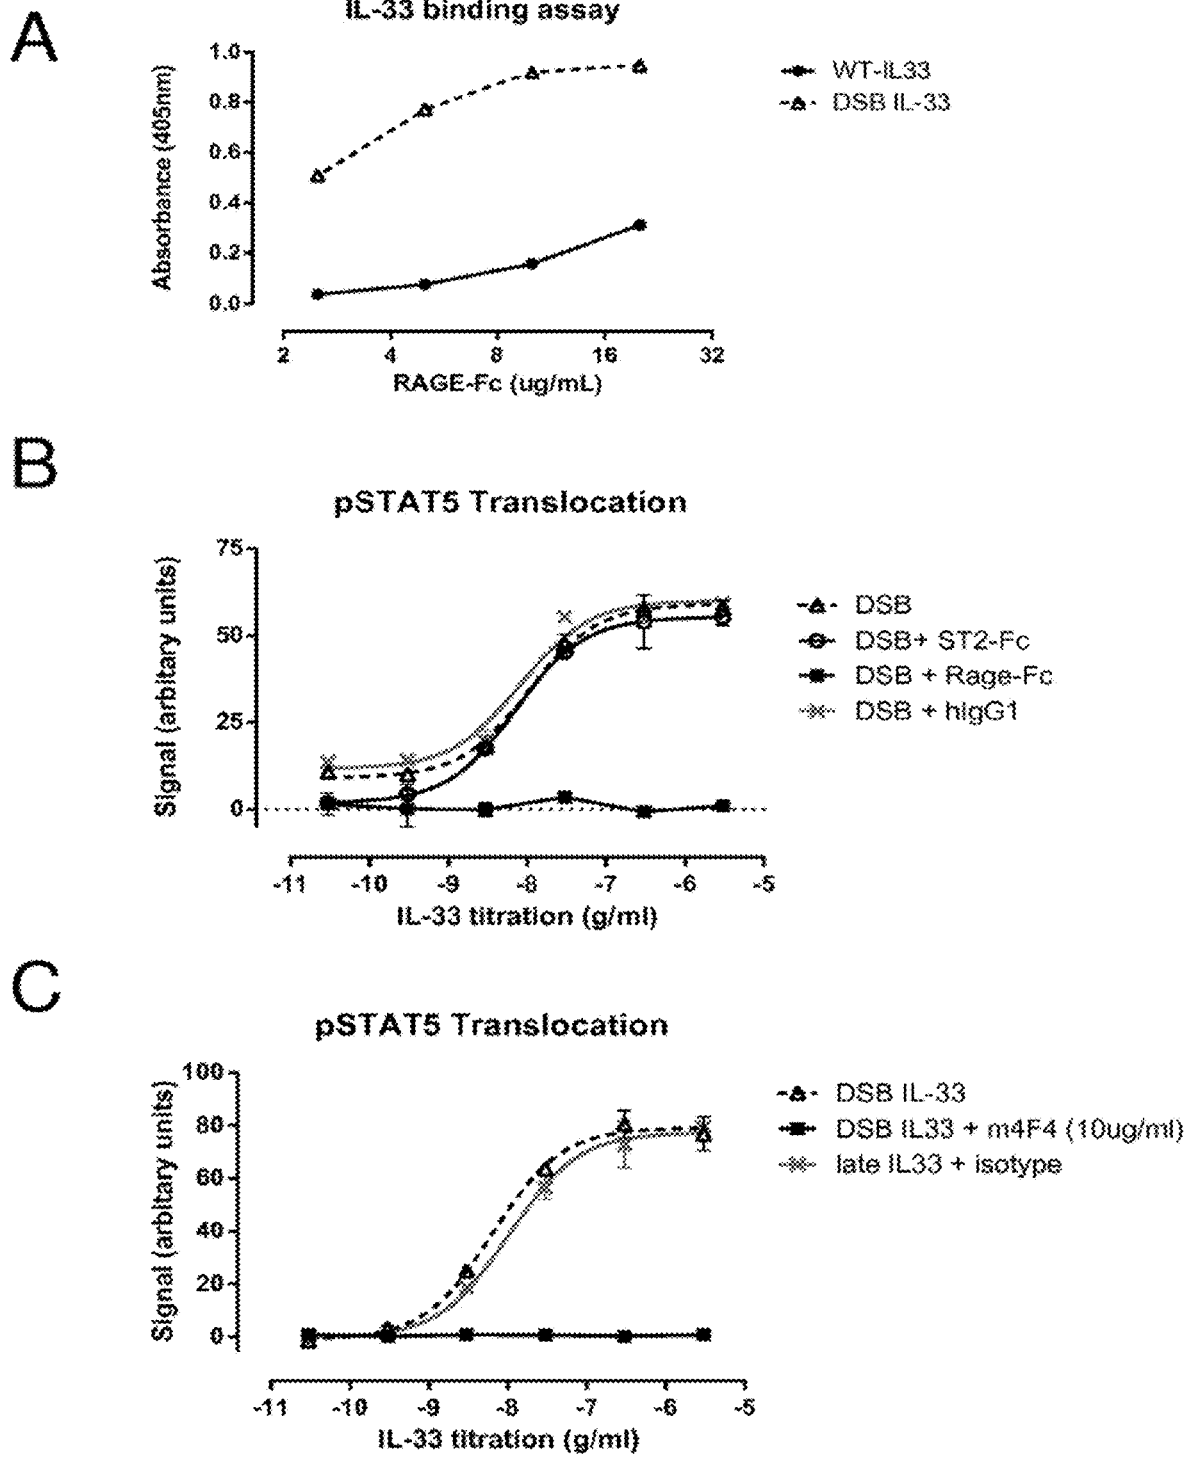 A
IL-33 binding assay
1.0
0.8
0.6
0.4
0.2
0.0
Absorbance (405nm)
2 4 8 16 32
RAGE-Fc (ug/mL)
WT-IL33
DSB IL-33
B
pSTAT5 Translocation
75
50
25
0
Signal (arbitary units)
-11 -10 -9 -8 -7 -6 -5
IL-33 titration (g/ml)
DSB
DSB+ ST2-Fc
DSB + Rage-Fc
DSB + hIgG1
C
pSTAT5 Translocation
100
80
60
40
20
0
Signal (arbitary units)
-11 -10 -9 -8 -7 -6 -5
IL-33 titration (g/ml)
DSB IL-33
DSB IL33 + m4F4 (10ug/ml)
late IL33 + isotype